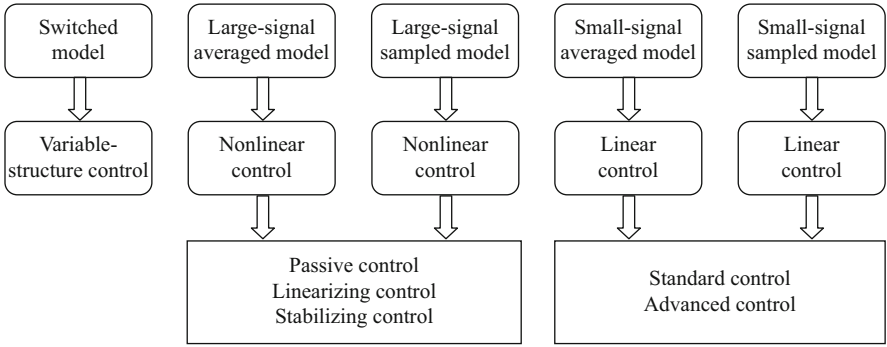 Switched
model
Large-signal
averaged model
Large-signal
sampled model
Small-signal
averaged model
Small-signal
sampled model
Variable-
structure control
Nonlinear
control
Nonlinear
control
Linear
control
Linear
control
Passive control
Linearizing control
Stabilizing control
Standard control
Advanced control